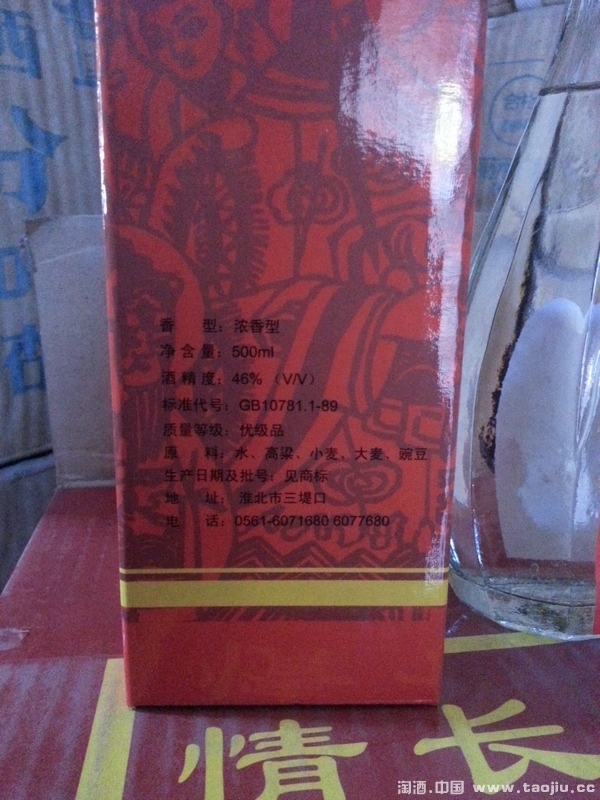 香 型：浓香型
净含量：500ml
酒精度：46%（V/V）
标准代号：GB10781.1-89
质量等级：优级品
原 料：水、高粱、小麦、大麦、豌豆
生产日期及批号：见商标
地 址：淮北市三堤口
电 话：0561-6071680 6077680
情长
淘酒.中国 www.taojiu.cc